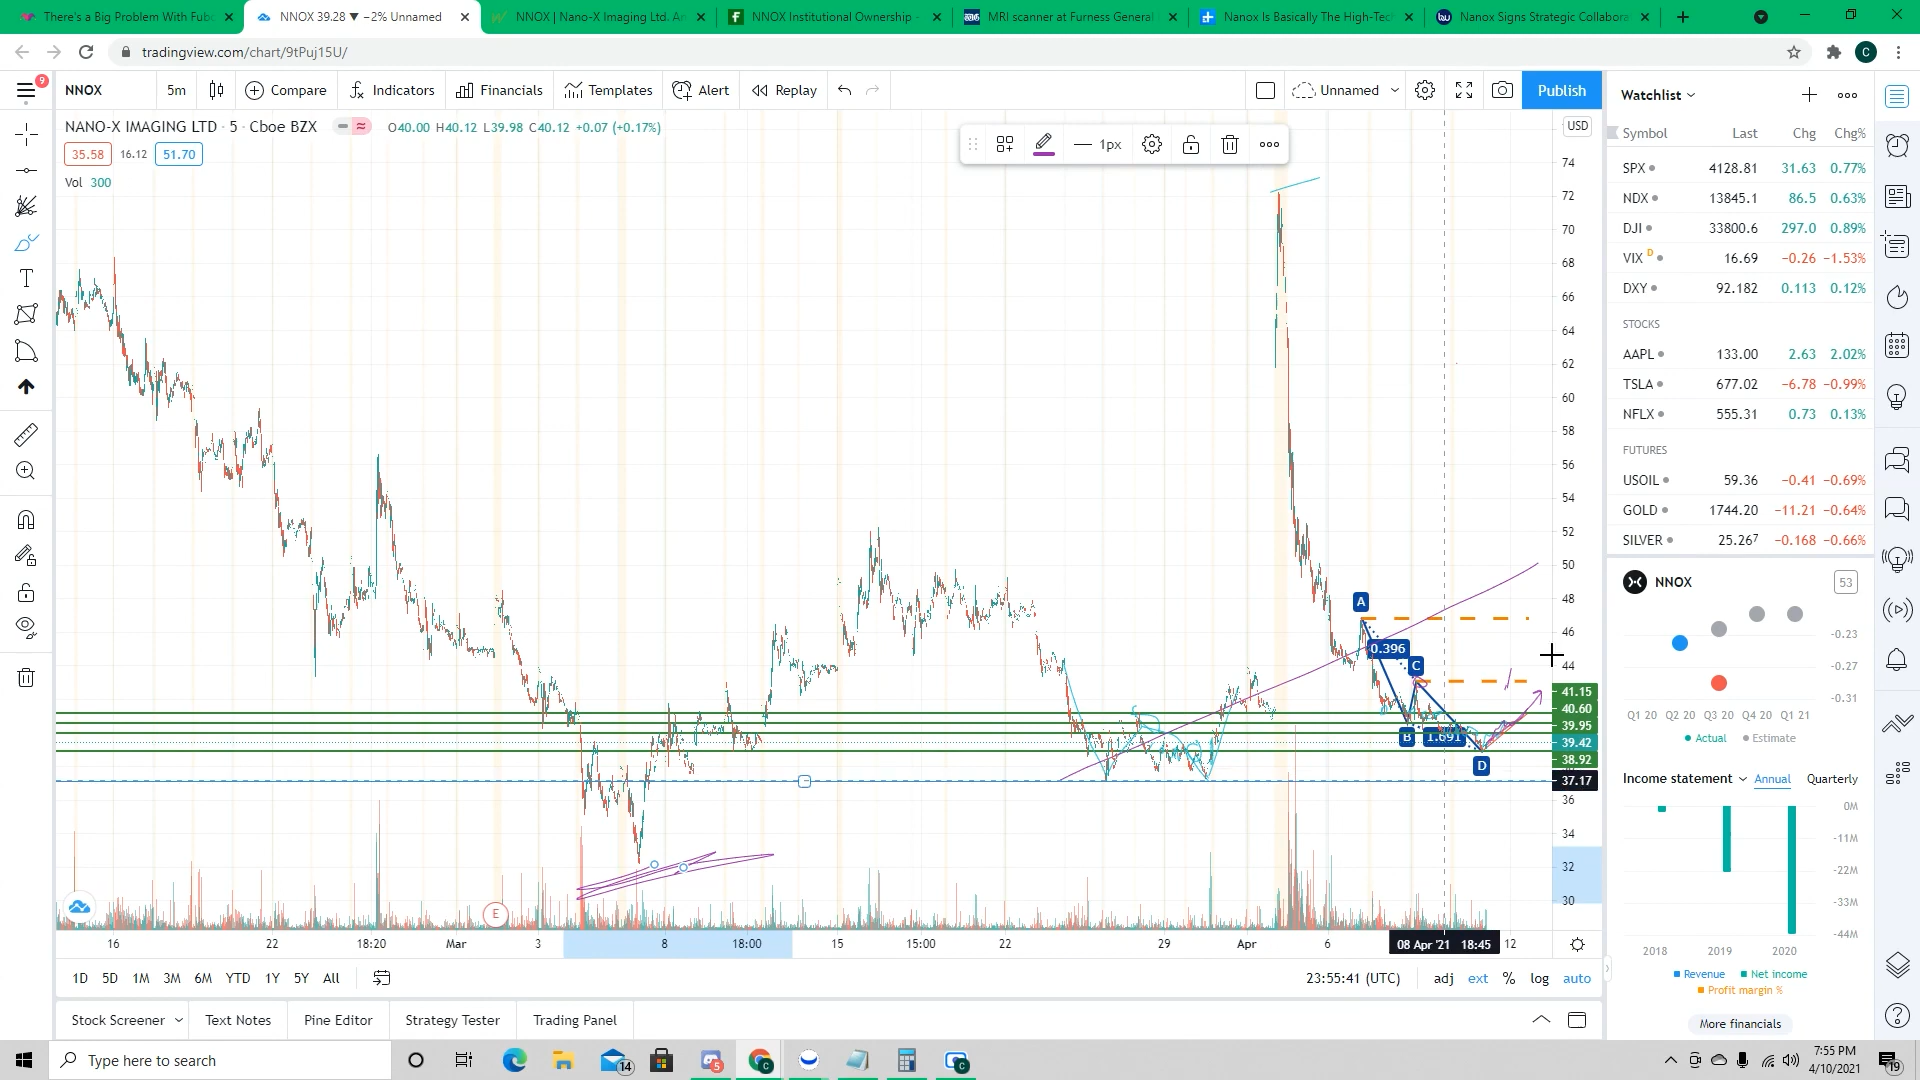 There's a Big Problem With Fubo
NNOX 39.28 ▼ −2% Unnamed
NNOX | Nano-X Imaging Ltd. An
NNOX Institutional Ownership -
MRI scanner at Furness General
Nanox Is Basically The High-Tech
Nanox Signs Strategic Collabora
tradingview.com/chart/9tPuj15U/
C
9
NNOX
5m
Compare
Indicators
Financials
Templates
Alert
Replay
Unnamed
Publish
NANO-X IMAGING LTD · 5 · Cboe BZX
O40.00 H40.12 L39.98 C40.12 +0.07 (+0.17%)
35.58 16.12 51.70
Vol 300
1px
USD
74
72
70
68
66
64
62
60
58
56
54
52
50
48
46
44
41.15
40.60
39.95
39.42
38.92
37.17
36
34
32
30
A
0.396
C
B
1.691
D
E
16 22 18:20 Mar 3 8 18:00 15 15:00 22 29 Apr 6 08 Apr '21 18:45 12
1D 5D 1M 3M 6M YTD 1Y 5Y All
23:55:41 (UTC) adj ext % log auto
Stock Screener Text Notes Pine Editor Strategy Tester Trading Panel
Watchlist
Symbol Last Chg Chg%
SPX 4128.81 31.63 0.77%
NDX 13845.1 86.5 0.63%
DJI 33800.6 297.0 0.89%
VIX D 16.69 −0.26 −1.53%
DXY 92.182 0.113 0.12%
STOCKS
AAPL 133.00 2.63 2.02%
TSLA 677.02 −6.78 −0.99%
NFLX 555.31 0.73 0.13%
FUTURES
USOIL 59.36 −0.41 −0.69%
GOLD 1744.20 −11.21 −0.64%
SILVER 25.267 −0.168 −0.66%
NNOX 53
-0.23
-0.27
-0.31
Q1 20 Q2 20 Q3 20 Q4 20 Q1 21
Actual Estimate
Income statement Annual Quarterly
0M
-11M
-22M
-33M
-44M
2018 2019 2020
Revenue Net income
Profit margin %
More financials
Type here to search
14
5
7:55 PM
4/10/2021
19